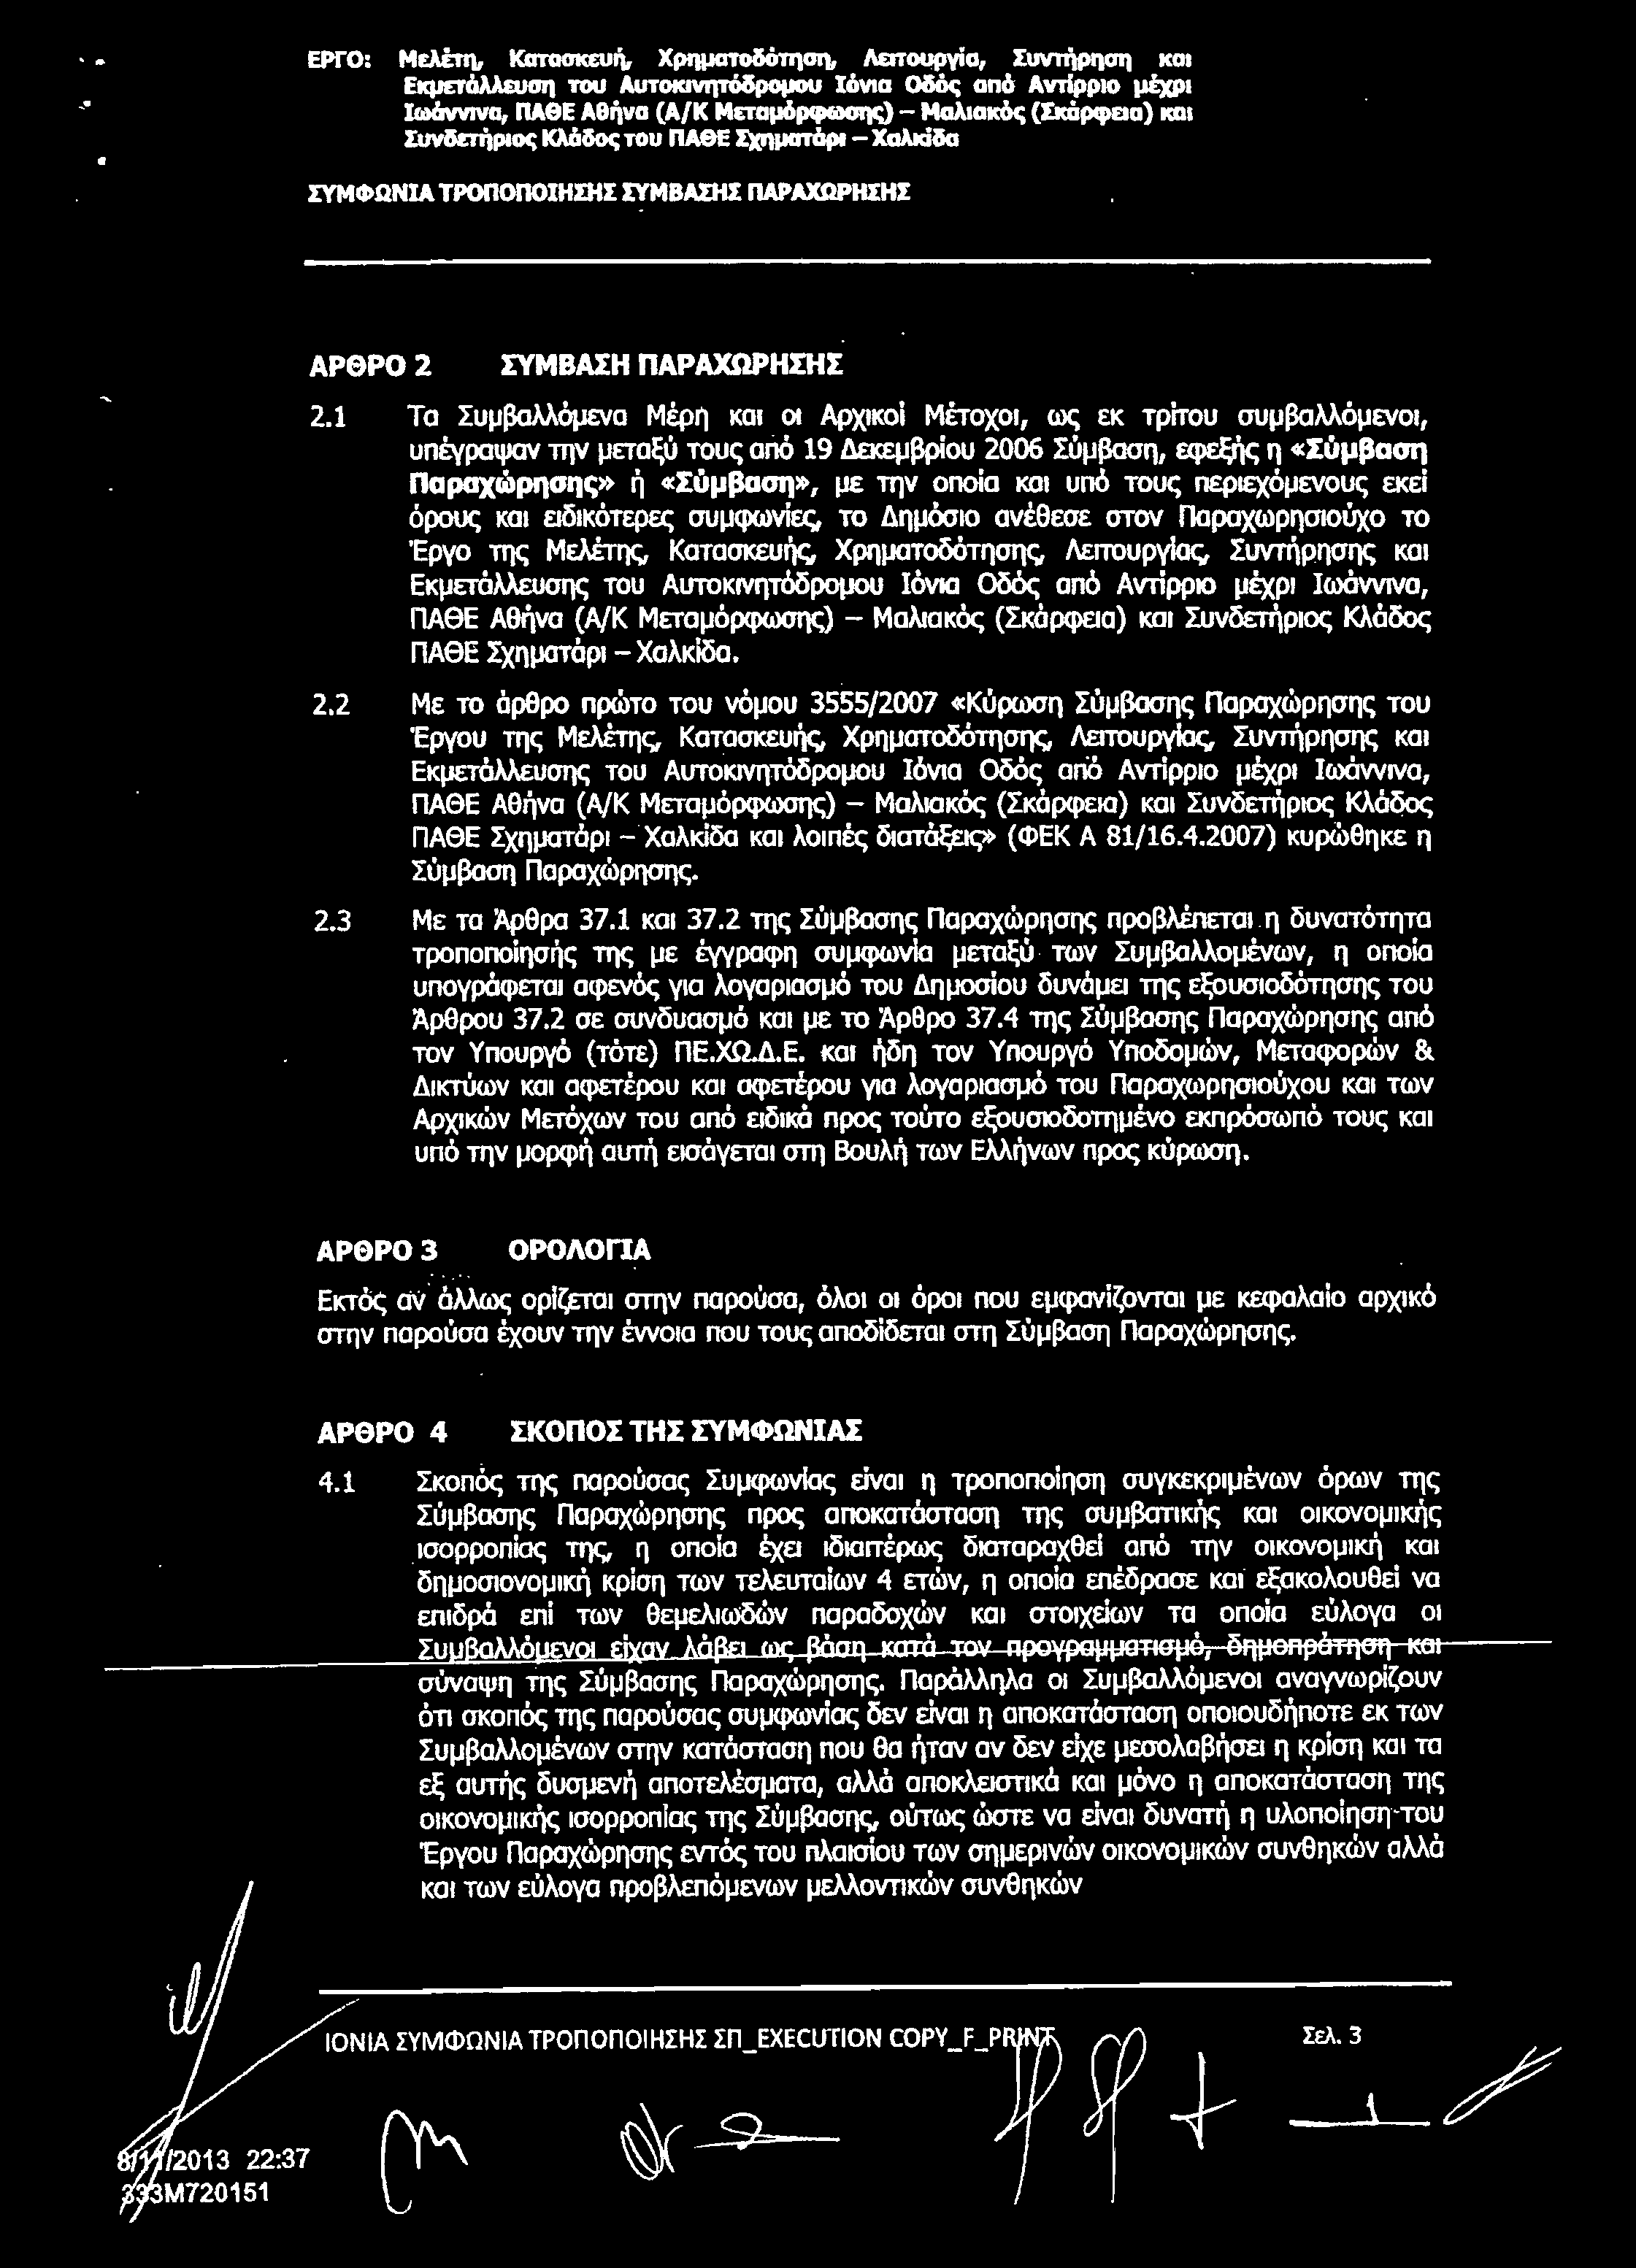 ΕΡΓΟ: Μελέτη, Κατασκευή, Χρηματοδότηση, Λειτουργία, Συντήρηση και
Εκμετάλλευση του Αυτοκινητόδρομου Ιόνια Οδός από Αντίρριο μέχρι
Ιωάννινα, ΠΑΘΕ Αθήνα (Α/Κ Μεταμόρφωσης) – Μαλιακός (Σκάρφεια) και
Συνδετήριος Κλάδος του ΠΑΘΕ Σχηματάρι – Χαλκίδα
ΣΥΜΦΩΝΙΑ ΤΡΟΠΟΠΟΙΗΣΗΣ ΣΥΜΒΑΣΗΣ ΠΑΡΑΧΩΡΗΣΗΣ
ΑΡΘΡΟ 2 ΣΥΜΒΑΣΗ ΠΑΡΑΧΩΡΗΣΗΣ
2.1 Τα Συμβαλλόμενα Μέρη και οι Αρχικοί Μέτοχοι, ως εκ τρίτου συμβαλλόμενοι,
υπέγραψαν την μεταξύ τους από 19 Δεκεμβρίου 2006 Σύμβαση, εφεξής η «Σύμβαση
Παραχώρησης» ή «Σύμβαση», με την οποία και υπό τους περιεχόμενους εκεί
όρους και ειδικότερες συμφωνίες, το Δημόσιο ανέθεσε στον Παραχωρησιούχο το
Έργο της Μελέτης, Κατασκευής, Χρηματοδότησης, Λειτουργίας, Συντήρησης και
Εκμετάλλευσης του Αυτοκινητόδρομου Ιόνια Οδός από Αντίρριο μέχρι Ιωάννινα,
ΠΑΘΕ Αθήνα (Α/Κ Μεταμόρφωσης) – Μαλιακός (Σκάρφεια) και Συνδετήριος Κλάδος
ΠΑΘΕ Σχηματάρι – Χαλκίδα.
2.2 Με το άρθρο πρώτο του νόμου 3555/2007 «Κύρωση Σύμβασης Παραχώρησης του
Έργου της Μελέτης, Κατασκευής, Χρηματοδότησης, Λειτουργίας, Συντήρησης και
Εκμετάλλευσης του Αυτοκινητόδρομου Ιόνια Οδός από Αντίρριο μέχρι Ιωάννινα,
ΠΑΘΕ Αθήνα (Α/Κ Μεταμόρφωσης) – Μαλιακός (Σκάρφεια) και Συνδετήριος Κλάδος
ΠΑΘΕ Σχηματάρι – Χαλκίδα και λοιπές διατάξεις» (ΦΕΚ Α 81/16.4.2007) κυρώθηκε η
Σύμβαση Παραχώρησης.
2.3 Με τα Άρθρα 37.1 και 37.2 της Σύμβασης Παραχώρησης προβλέπεται η δυνατότητα
τροποποίησής της με έγγραφη συμφωνία μεταξύ των Συμβαλλομένων, η οποία
υπογράφεται αφενός για λογαριασμό του Δημοσίου δυνάμει της εξουσιοδότησης του
Άρθρου 37.2 σε συνδυασμό και με το Άρθρο 37.4 της Σύμβασης Παραχώρησης από
τον Υπουργό (τότε) ΠΕ.ΧΩ.Δ.Ε. και ήδη τον Υπουργό Υποδομών, Μεταφορών &
Δικτύων και αφετέρου και αφετέρου για λογαριασμό του Παραχωρησιούχου και των
Αρχικών Μετόχων του από ειδικά προς τούτο εξουσιοδοτημένο εκπρόσωπό τους και
υπό την μορφή αυτή εισάγεται στη Βουλή των Ελλήνων προς κύρωση.
ΑΡΘΡΟ 3 ΟΡΟΛΟΓΙΑ
Εκτός αν άλλως ορίζεται στην παρούσα, όλοι οι όροι που εμφανίζονται με κεφαλαίο αρχικό
στην παρούσα έχουν την έννοια που τους αποδίδεται στη Σύμβαση Παραχώρησης.
ΑΡΘΡΟ 4 ΣΚΟΠΟΣ ΤΗΣ ΣΥΜΦΩΝΙΑΣ
4.1 Σκοπός της παρούσας Συμφωνίας είναι η τροποποίηση συγκεκριμένων όρων της
Σύμβασης Παραχώρησης προς αποκατάσταση της συμβατικής και οικονομικής
ισορροπίας της, η οποία έχει ιδιαιτέρως διαταραχθεί από την οικονομική και
δημοσιονομική κρίση των τελευταίων 4 ετών, η οποία επέδρασε και εξακολουθεί να
επιδρά επί των θεμελιωδών παραδοχών και στοιχείων τα οποία εύλογα οι
Συμβαλλόμενοι είχαν λάβει ως βάση κατά τον προγραμματισμό, δημοπράτηση και
σύναψη της Σύμβασης Παραχώρησης. Παράλληλα οι Συμβαλλόμενοι αναγνωρίζουν
ότι σκοπός της παρούσας συμφωνίας δεν είναι η αποκατάσταση οποιουδήποτε εκ των
Συμβαλλομένων στην κατάσταση που θα ήταν αν δεν είχε μεσολαβήσει η κρίση και τα
εξ αυτής δυσμενή αποτελέσματα, αλλά αποκλειστικά και μόνο η αποκατάσταση της
οικονομικής ισορροπίας της Σύμβασης, ούτως ώστε να είναι δυνατή η υλοποίηση του
Έργου Παραχώρησης εντός του πλαισίου των σημερινών οικονομικών συνθηκών αλλά
και των εύλογα προβλεπόμενων μελλοντικών συνθηκών
ΙΟΝΙΑ ΣΥΜΦΩΝΙΑ ΤΡΟΠΟΠΟΙΗΣΗΣ ΣΠ_EXECUTION COPY_F_PRINT Σελ. 3
8/11/2013 22:37
333M720151